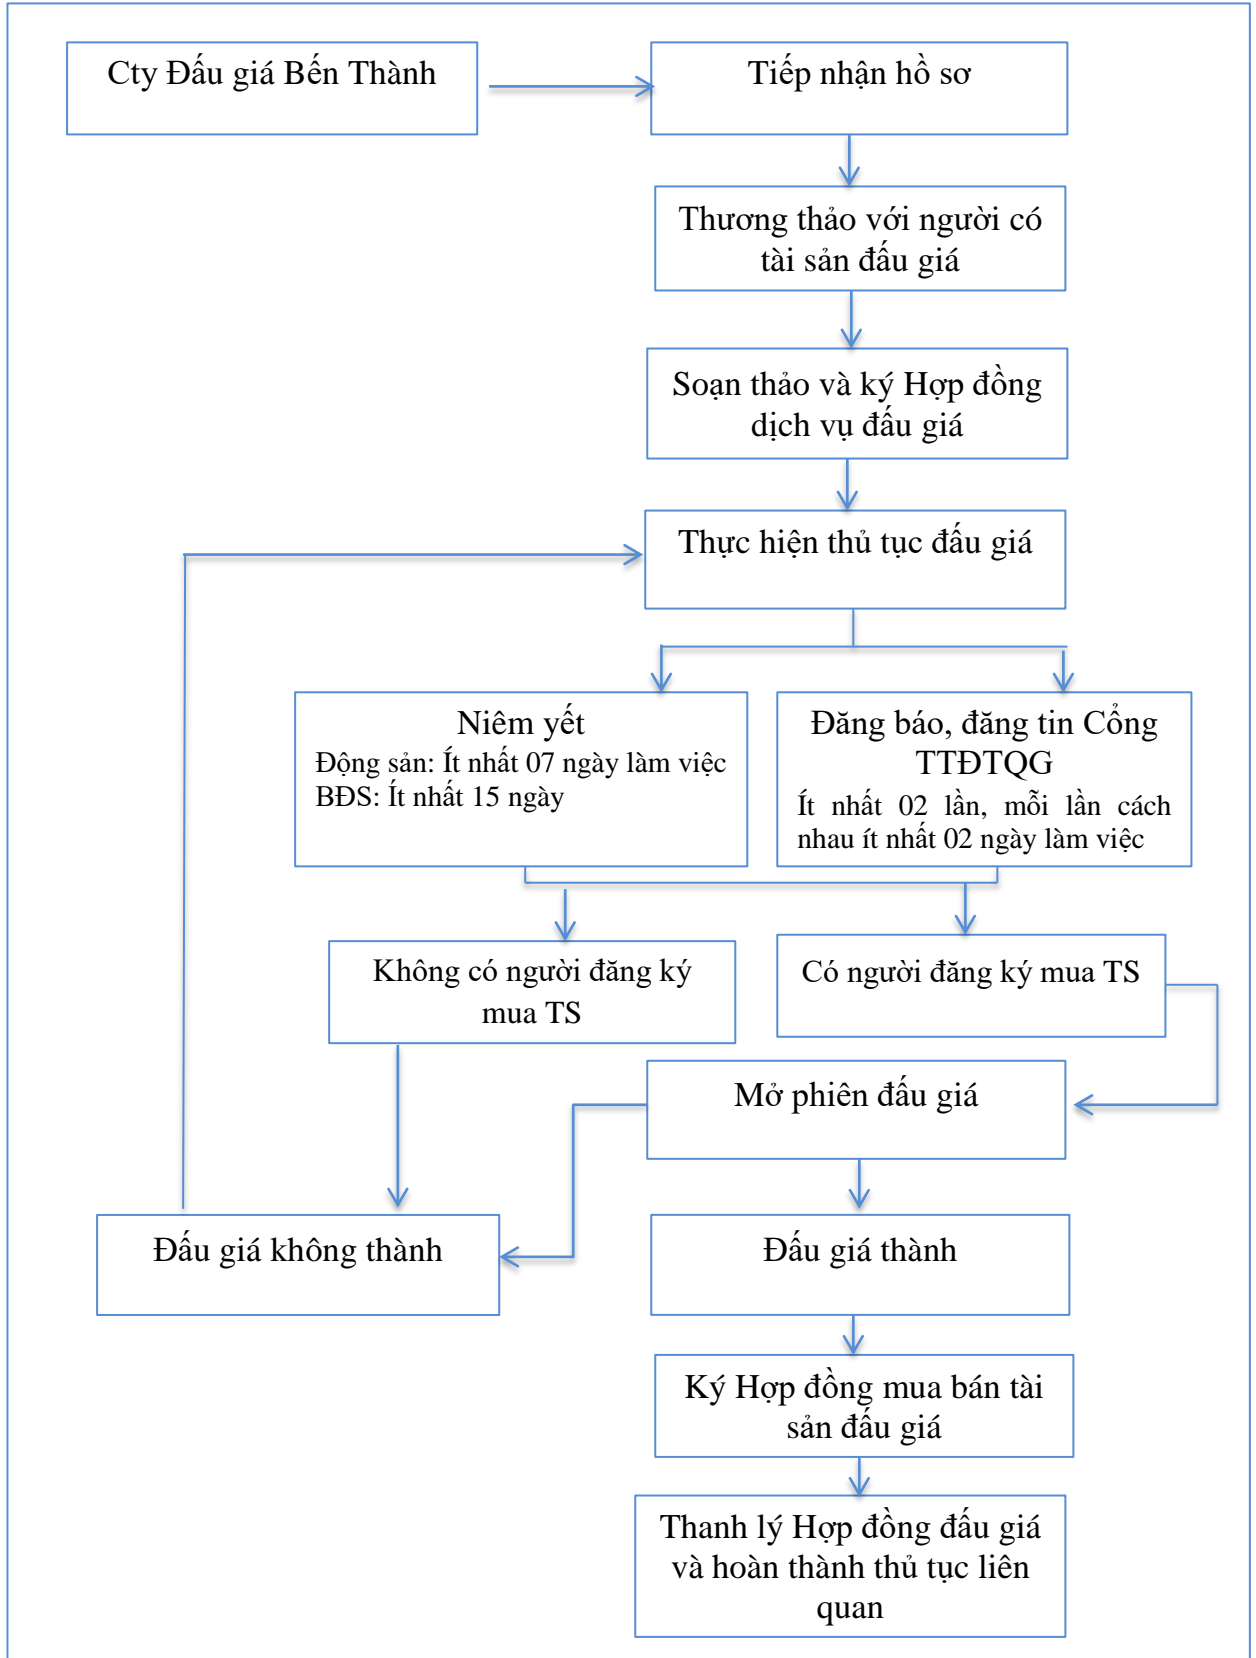 Cty Đấu giá Bến Thành
Tiếp nhận hồ sơ
Thương thảo với người có
tài sản đấu giá
Soạn thảo và ký Hợp đồng
dịch vụ đấu giá
Thực hiện thủ tục đấu giá
Niêm yết
Động sản: Ít nhất 07 ngày làm việc
BĐS: Ít nhất 15 ngày
Đăng báo, đăng tin Cổng
TTĐTQG
Ít nhất 02 lần, mỗi lần cách
nhau ít nhất 02 ngày làm việc
Không có người đăng ký
mua TS
Có người đăng ký mua TS
Mở phiên đấu giá
Đấu giá không thành
Đấu giá thành
Ký Hợp đồng mua bán tài
sản đấu giá
Thanh lý Hợp đồng đấu giá
và hoàn thành thủ tục liên
quan